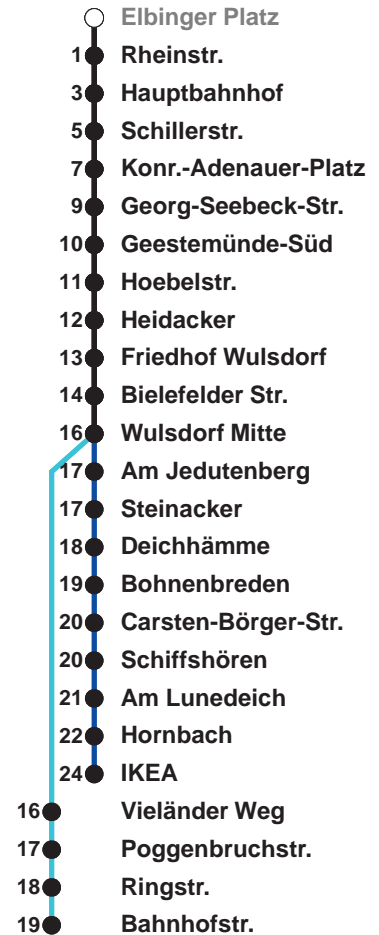 Elbinger Platz
1 Rheinstr.
3 Hauptbahnhof
5 Schillerstr.
7 Konr.-Adenauer-Platz
9 Georg-Seebeck-Str.
10 Geestemünde-Süd
11 Hoebelstr.
12 Heidacker
13 Friedhof Wulsdorf
14 Bielefelder Str.
16 Wulsdorf Mitte
17 Am Jedutenberg
17 Steinacker
18 Deichhämme
19 Bohnenbreden
20 Carsten-Börger-Str.
20 Schiffshören
21 Am Lunedeich
22 Hornbach
24 IKEA
16 Vieländer Weg
17 Poggenbruchstr.
18 Ringstr.
19 Bahnhofstr.